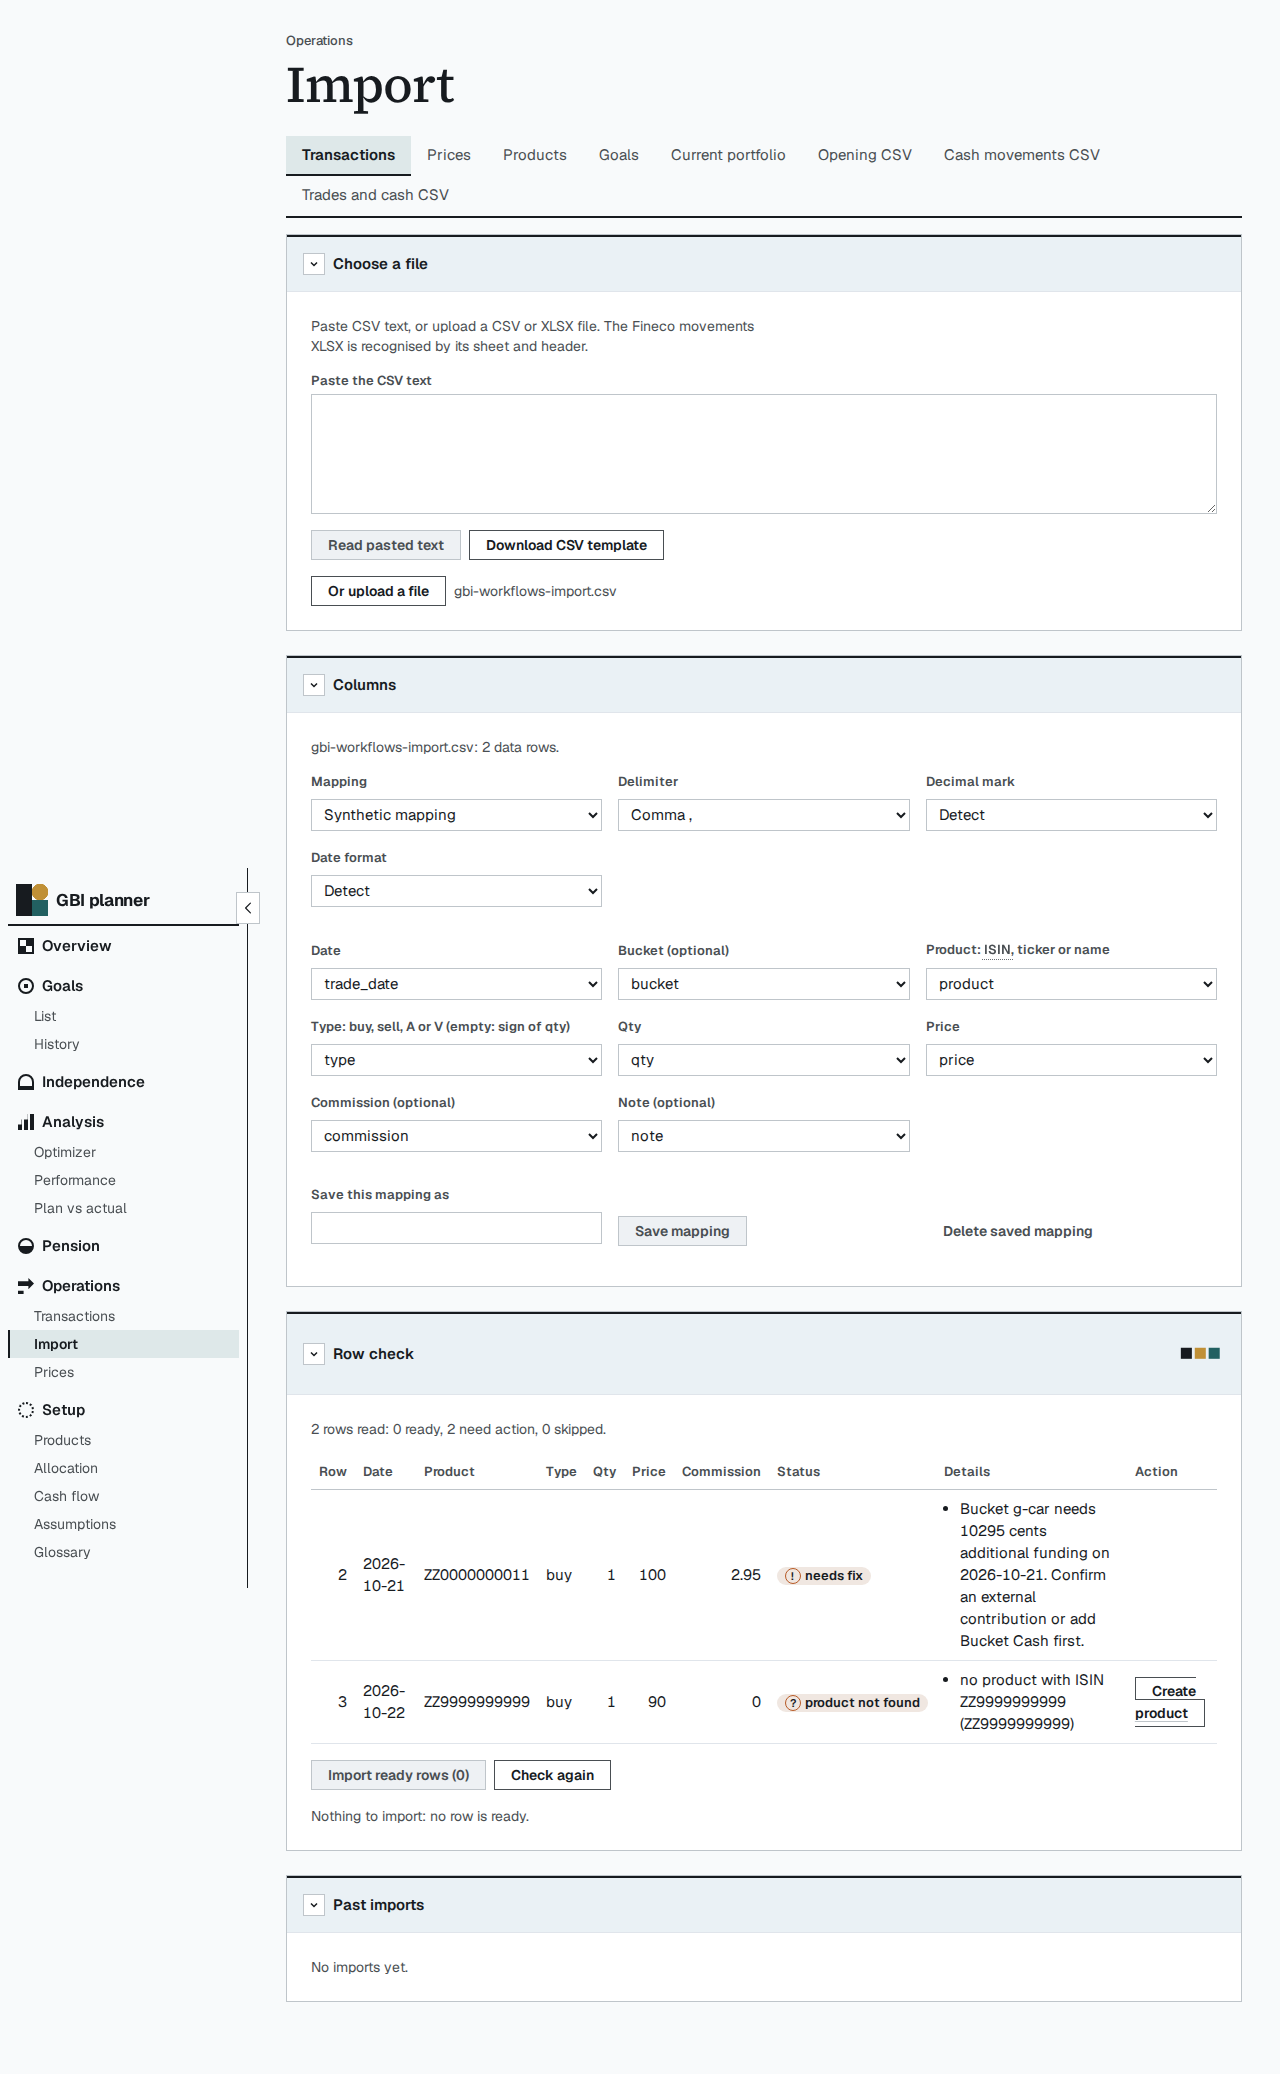 Operations
Import
Transactions Prices Products Goals Current portfolio Opening CSV Cash movements CSV
Trades and cash CSV
Choose a file
Paste CSV text, or upload a CSV or XLSX file. The Fineco movements
XLSX is recognised by its sheet and header.
Paste the CSV text
Read pasted text Download CSV template
Or upload a file gbi-workflows-import.csv
Columns
gbi-workflows-import.csv: 2 data rows.
Mapping Delimiter Decimal mark
Synthetic mapping Comma , Detect
Date format
Detect
Date Bucket (optional) Product: ISIN, ticker or name
trade_date bucket product
Type: buy, sell, A or V (empty: sign of qty) Qty Price
type qty price
Commission (optional) Note (optional)
commission note
Save this mapping as
Save mapping Delete saved mapping
GBI planner
Overview
Goals
List
History
Independence
Analysis
Optimizer
Performance
Plan vs actual
Pension
Operations
Transactions
Import
Prices
Setup
Products
Allocation
Cash flow
Assumptions
Glossary
Row check
2 rows read: 0 ready, 2 need action, 0 skipped.
Row Date Product Type Qty Price Commission Status Details Action
2 2026-10-21 ZZ0000000011 buy 1 100 2.95 ! needs fix
Bucket g-car needs
10295 cents
additional funding on
2026-10-21. Confirm
an external
contribution or add
Bucket Cash first.
3 2026-10-22 ZZ9999999999 buy 1 90 0 ? product not found
no product with ISIN
ZZ9999999999
(ZZ9999999999)
Create
product
Import ready rows (0) Check again
Nothing to import: no row is ready.
Past imports
No imports yet.